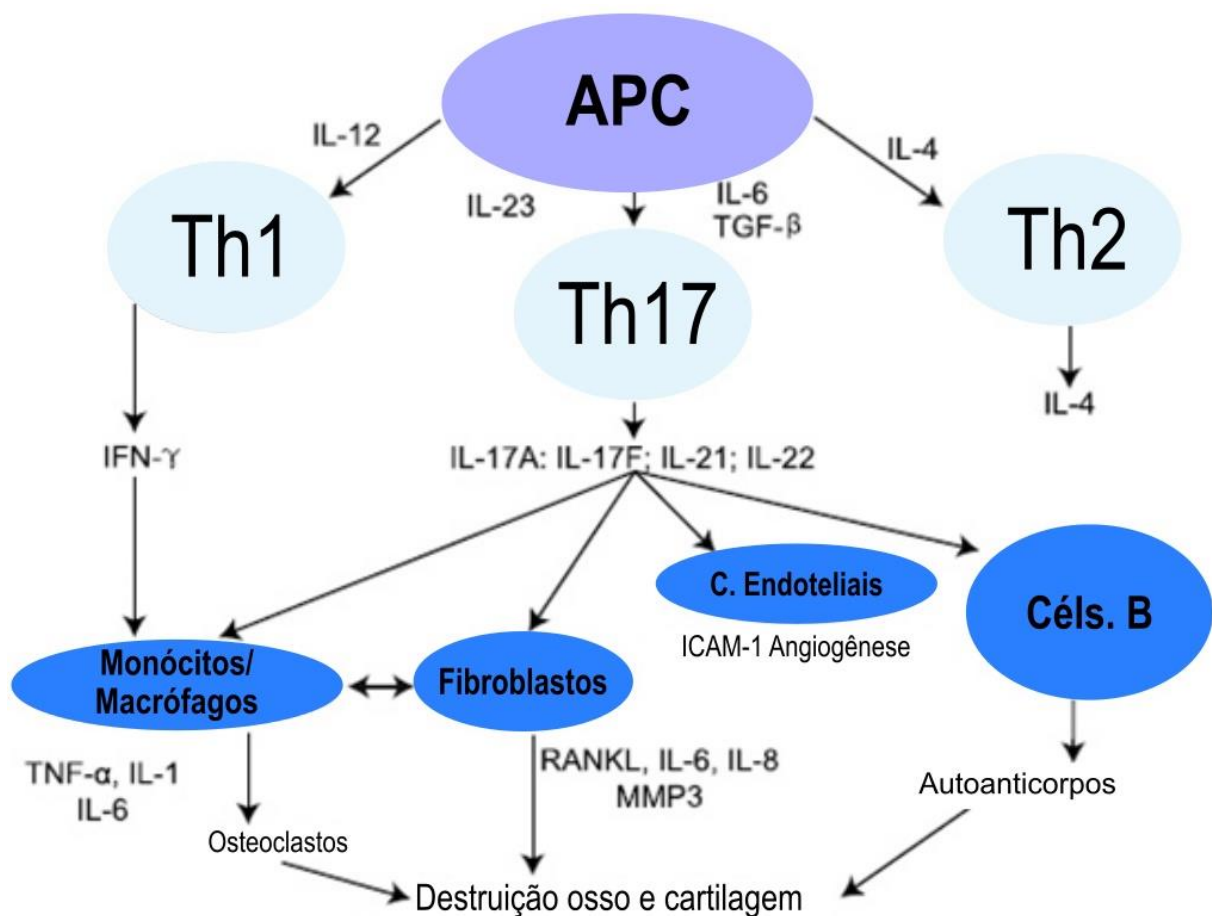 APC
IL-12
IL-4
IL-23
IL-6
TGF-β
Th1
Th17
Th2
IFN-γ
IL-17A: IL-17F; IL-21; IL-22
IL-4
C. Endoteliais
ICAM-1 Angiogênese
Céls. B
Monócitos/
Macrófagos
Fibroblastos
TNF-α, IL-1
IL-6
RANKL, IL-6, IL-8
MMP3
Autoanticorpos
Osteoclastos
Destruição osso e cartilagem